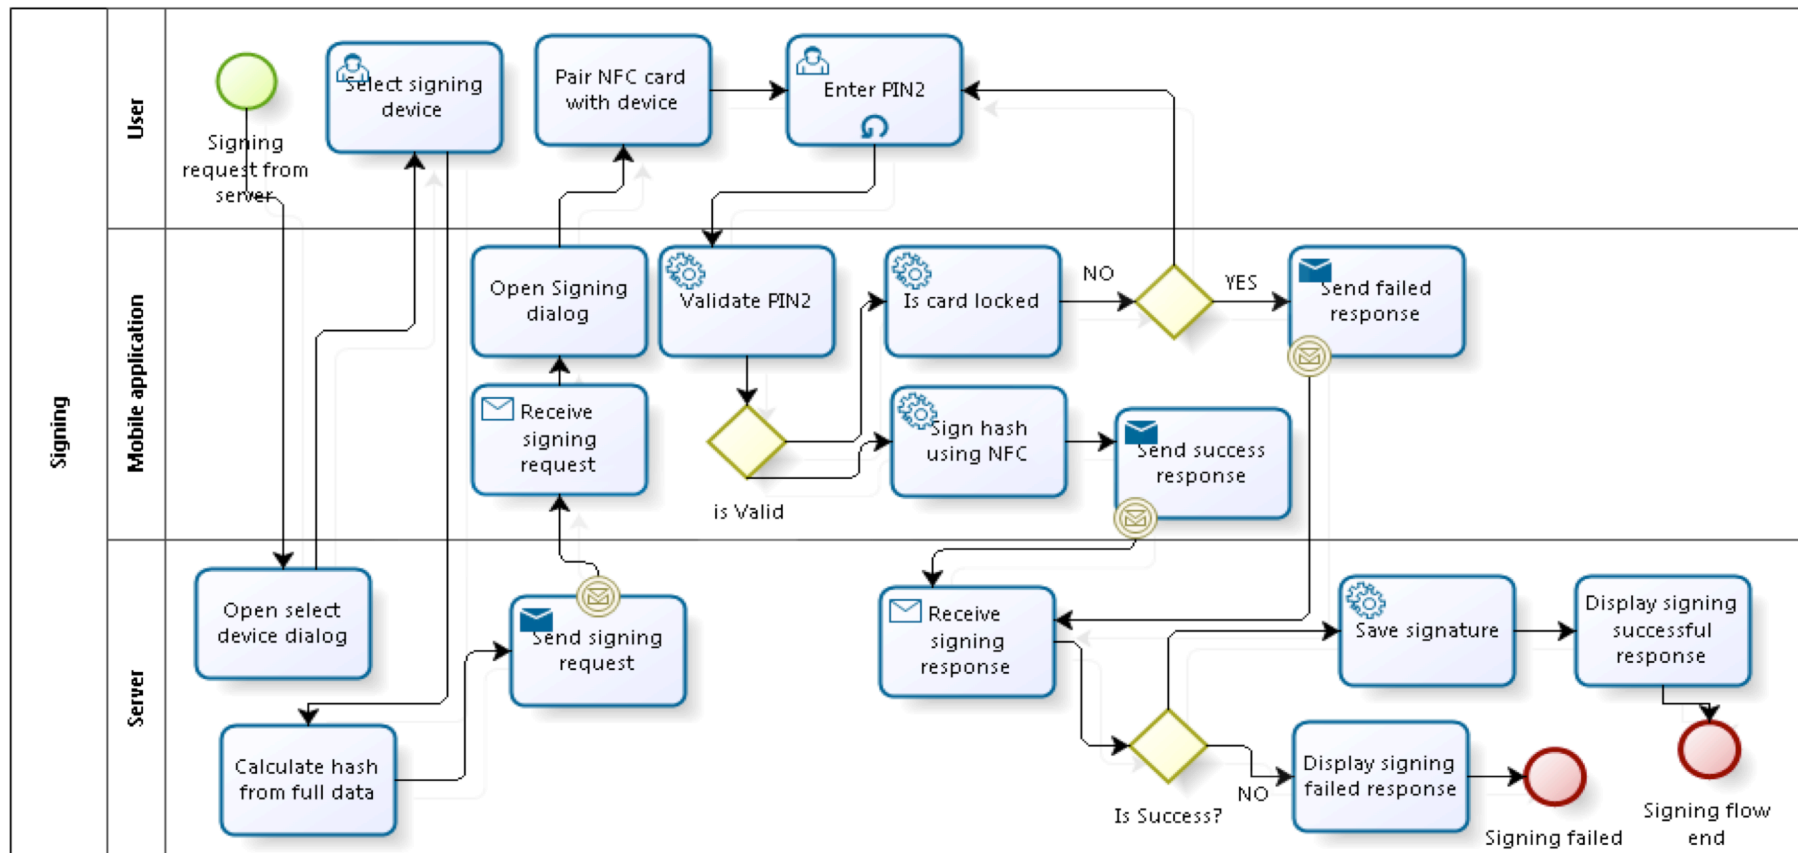 Signing
User
Mobile application
Server
Signing
request from
server
Select signing
device
Pair NFC card
with device
Enter PIN2
Open Signing
dialog
Validate PIN2
Is card locked
NO
YES
Send failed
response
Receive
signing
request
is Valid
Sign hash
using NFC
Send success
response
Open select
device dialog
Send signing
request
Receive
signing
response
Save signature
Display signing
successful
response
Calculate hash
from full data
Is Success?
NO
Display signing
failed response
Signing failed
Signing flow
end